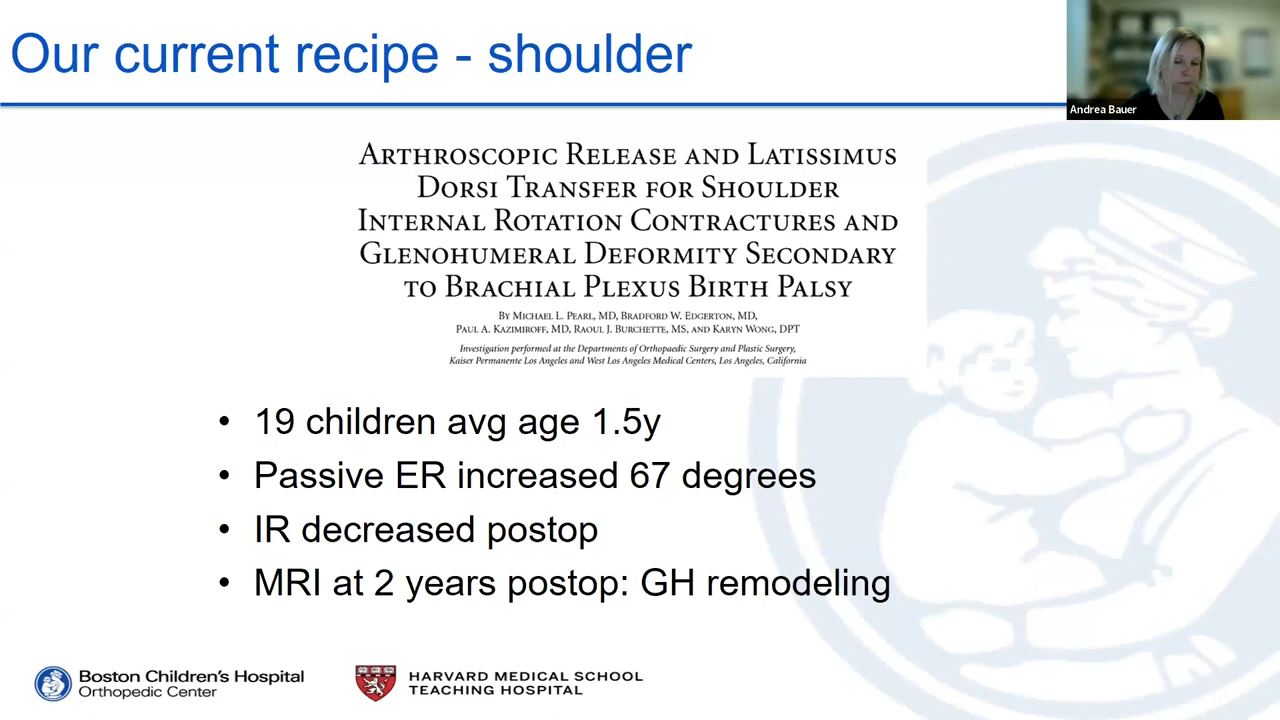 Our current recipe - shoulder
Andrea Bauer
ARTHROSCOPIC RELEASE AND LATISSIMUS
DORSI TRANSFER FOR SHOULDER
INTERNAL ROTATION CONTRACTURES AND
GLENOHUMERAL DEFORMITY SECONDARY
TO BRACHIAL PLEXUS BIRTH PALSY
BY MICHAEL L. PEARL, MD, BRADFORD W. EDGERTON, MD,
PAUL A. KAZIMIROFF, MD, RAOUL J. BURCHETTE, MS, AND KARYN WONG, DPT
Investigation performed at the Departments of Orthopaedic Surgery and Plastic Surgery,
Kaiser Permanente Los Angeles and West Los Angeles Medical Centers, Los Angeles, California
• 19 children avg age 1.5y
• Passive ER increased 67 degrees
• IR decreased postop
• MRI at 2 years postop: GH remodeling
Boston Children's Hospital
Orthopedic Center
HARVARD MEDICAL SCHOOL
TEACHING HOSPITAL